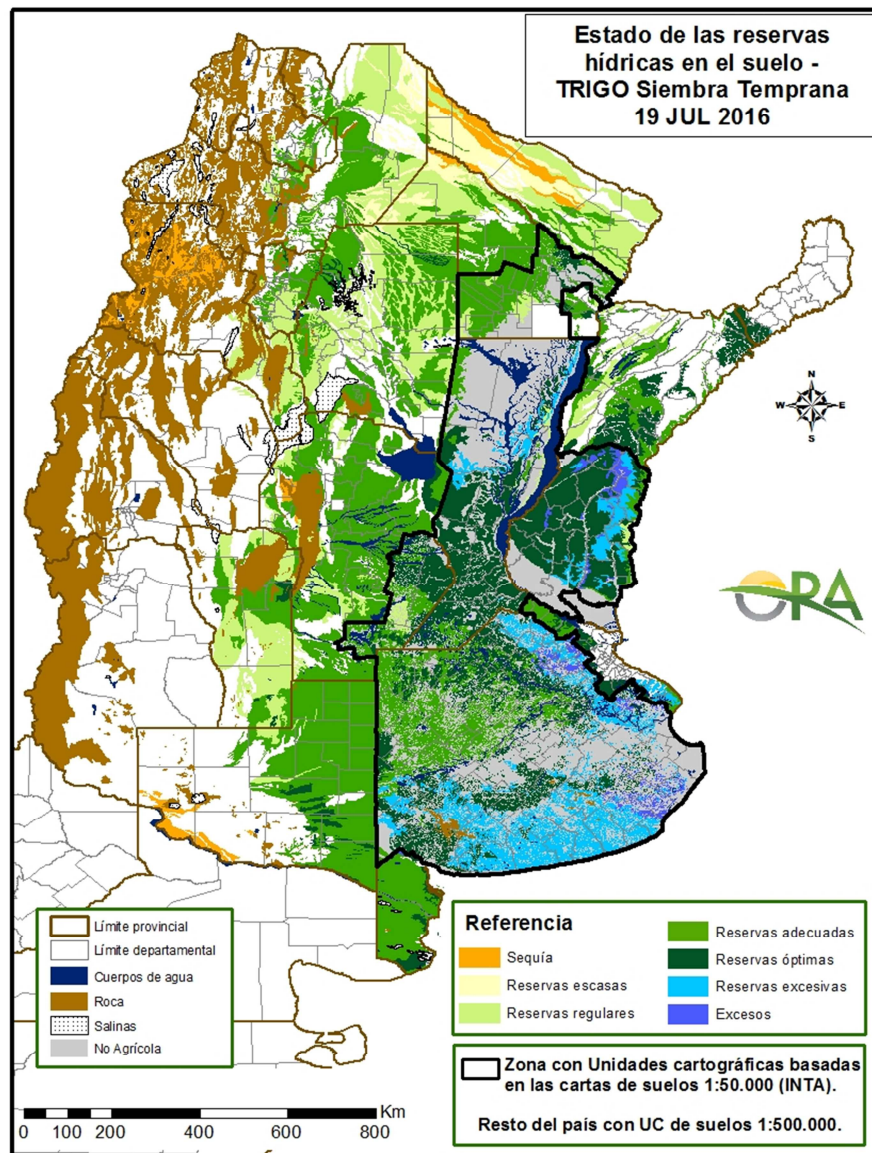 Estado de las reservas
hídricas en el suelo -
TRIGO Siembra Temprana
19 JUL 2016
N
W E
S
ORA
Límite provincial
Límite departamental
Cuerpos de agua
Roca
Salinas
No Agrícola
Referencia
Sequía
Reservas escasas
Reservas regulares
Reservas adecuadas
Reservas óptimas
Reservas excesivas
Excesos
Zona con Unidades cartográficas basadas
en las cartas de suelos 1:50.000 (INTA).
Resto del país con UC de suelos 1:500.000.
Km
0 100 200 400 600 800